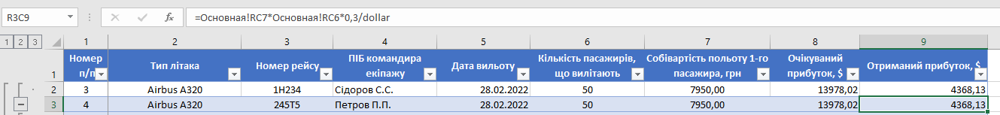 R3C9 =Основная!RC7*Основная!RC6*0,3/dollar
1 2 3 1 2 3 4 5 6 7 8 9
1 Номер п/п Тип літака Номер рейсу ПІБ командира екіпажу Дата вильоту Кількість пасажирів, що вилітають Собівартість польоту 1-го пасажира, грн Очікуваний прибуток, $ Отриманий прибуток, $
2 3 Airbus A320 1H234 Сідоров С.С. 28.02.2022 50 7950,00 13978,02 4368,13
3 4 Airbus A320 245T5 Петров П.П. 28.02.2022 50 7950,00 13978,02 4368,13